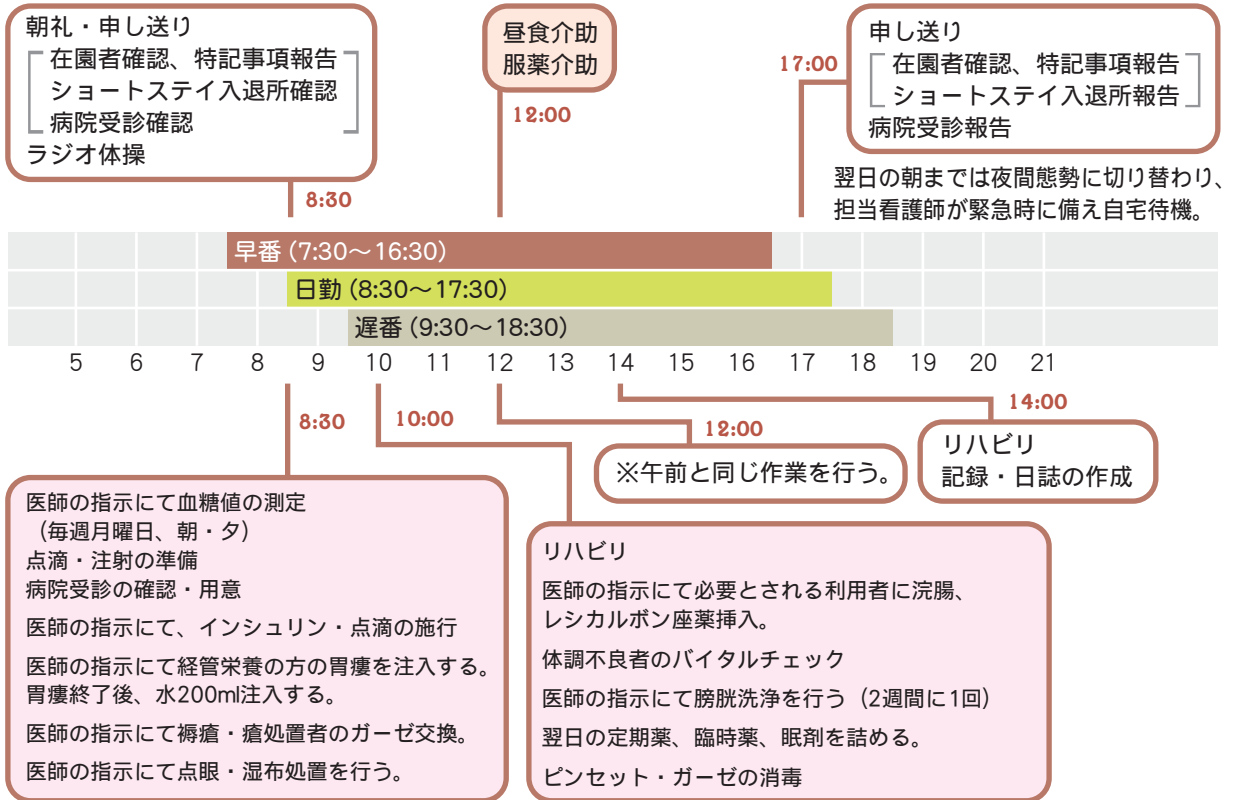 朝礼・申し送り
在園者確認、特記事項報告
ショートステイ入退所確認
病院受診確認
ラジオ体操
8:30
昼食介助
服薬介助
12:00
17:00
申し送り
在園者確認、特記事項報告
ショートステイ入退所報告
病院受診報告
翌日の朝までは夜間態勢に切り替わり、
担当看護師が緊急時に備え自宅待機。
早番 (7:30～16:30)
日勤 (8:30～17:30)
遅番 (9:30～18:30)
5 6 7 8 9 10 11 12 13 14 15 16 17 18 19 20 21
8:30
医師の指示にて血糖値の測定
（毎週月曜日、朝・夕）
点滴・注射の準備
病院受診の確認・用意
医師の指示にて、インシュリン・点滴の施行
医師の指示にて経管栄養の方の胃瘻を注入する。
胃瘻終了後、水200ml注入する。
医師の指示にて褥瘡・瘡処置者のガーゼ交換。
医師の指示にて点眼・湿布処置を行う。
10:00
リハビリ
医師の指示にて必要とされる利用者に浣腸、
レシカルボン座薬挿入。
体調不良者のバイタルチェック
医師の指示にて膀胱洗浄を行う（2週間に1回）
翌日の定期薬、臨時薬、眠剤を詰める。
ピンセット・ガーゼの消毒
12:00
※午前と同じ作業を行う。
14:00
リハビリ
記録・日誌の作成